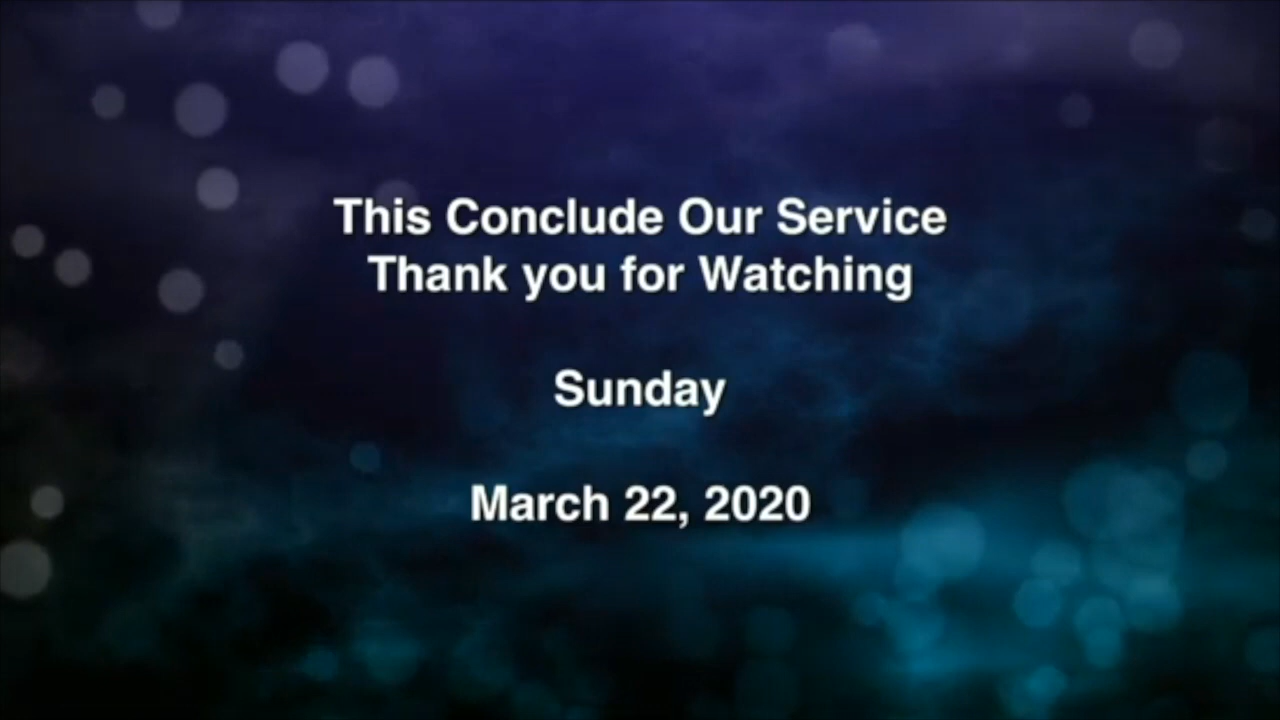 This Conclude Our Service
Thank you for Watching
Sunday
March 22, 2020